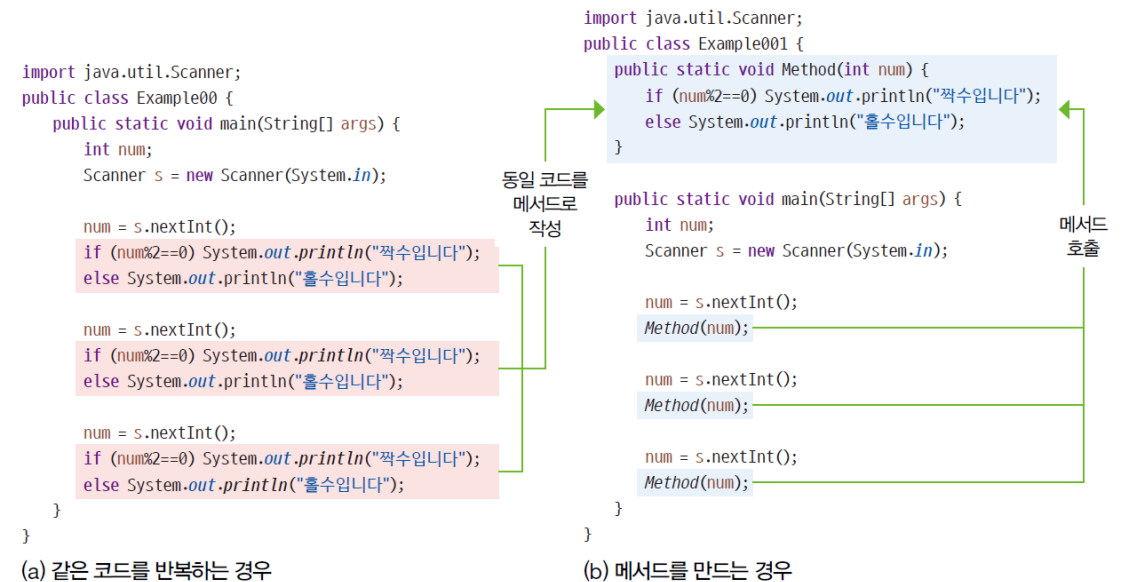 import java.util.Scanner;
public class Example00 {
public static void main(String[] args) {
int num;
Scanner s = new Scanner(System.in);
num = s.nextInt();
if (num%2==0) System.out.println("짝수입니다");
else System.out.println("홀수입니다");
num = s.nextInt();
if (num%2==0) System.out.println("짝수입니다");
else System.out.println("홀수입니다");
num = s.nextInt();
if (num%2==0) System.out.println("짝수입니다");
else System.out.println("홀수입니다");
}
}
(a) 같은 코드를 반복하는 경우
동일 코드를
메서드로
작성
import java.util.Scanner;
public class Example001 {
public static void Method(int num) {
if (num%2==0) System.out.println("짝수입니다");
else System.out.println("홀수입니다");
}
public static void main(String[] args) {
int num;
Scanner s = new Scanner(System.in);
num = s.nextInt();
Method(num);
num = s.nextInt();
Method(num);
num = s.nextInt();
Method(num);
}
}
메서드
호출
(b) 메서드를 만드는 경우